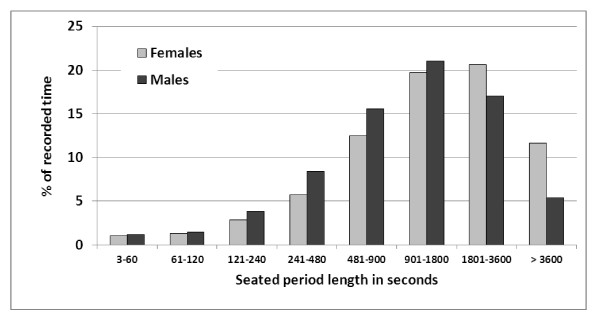 25
20
15
10
5
0
% of recorded time
Females
Males
3-60 61-120 121-240 241-480 481-900 901-1800 1801-3600 > 3600
Seated period length in seconds